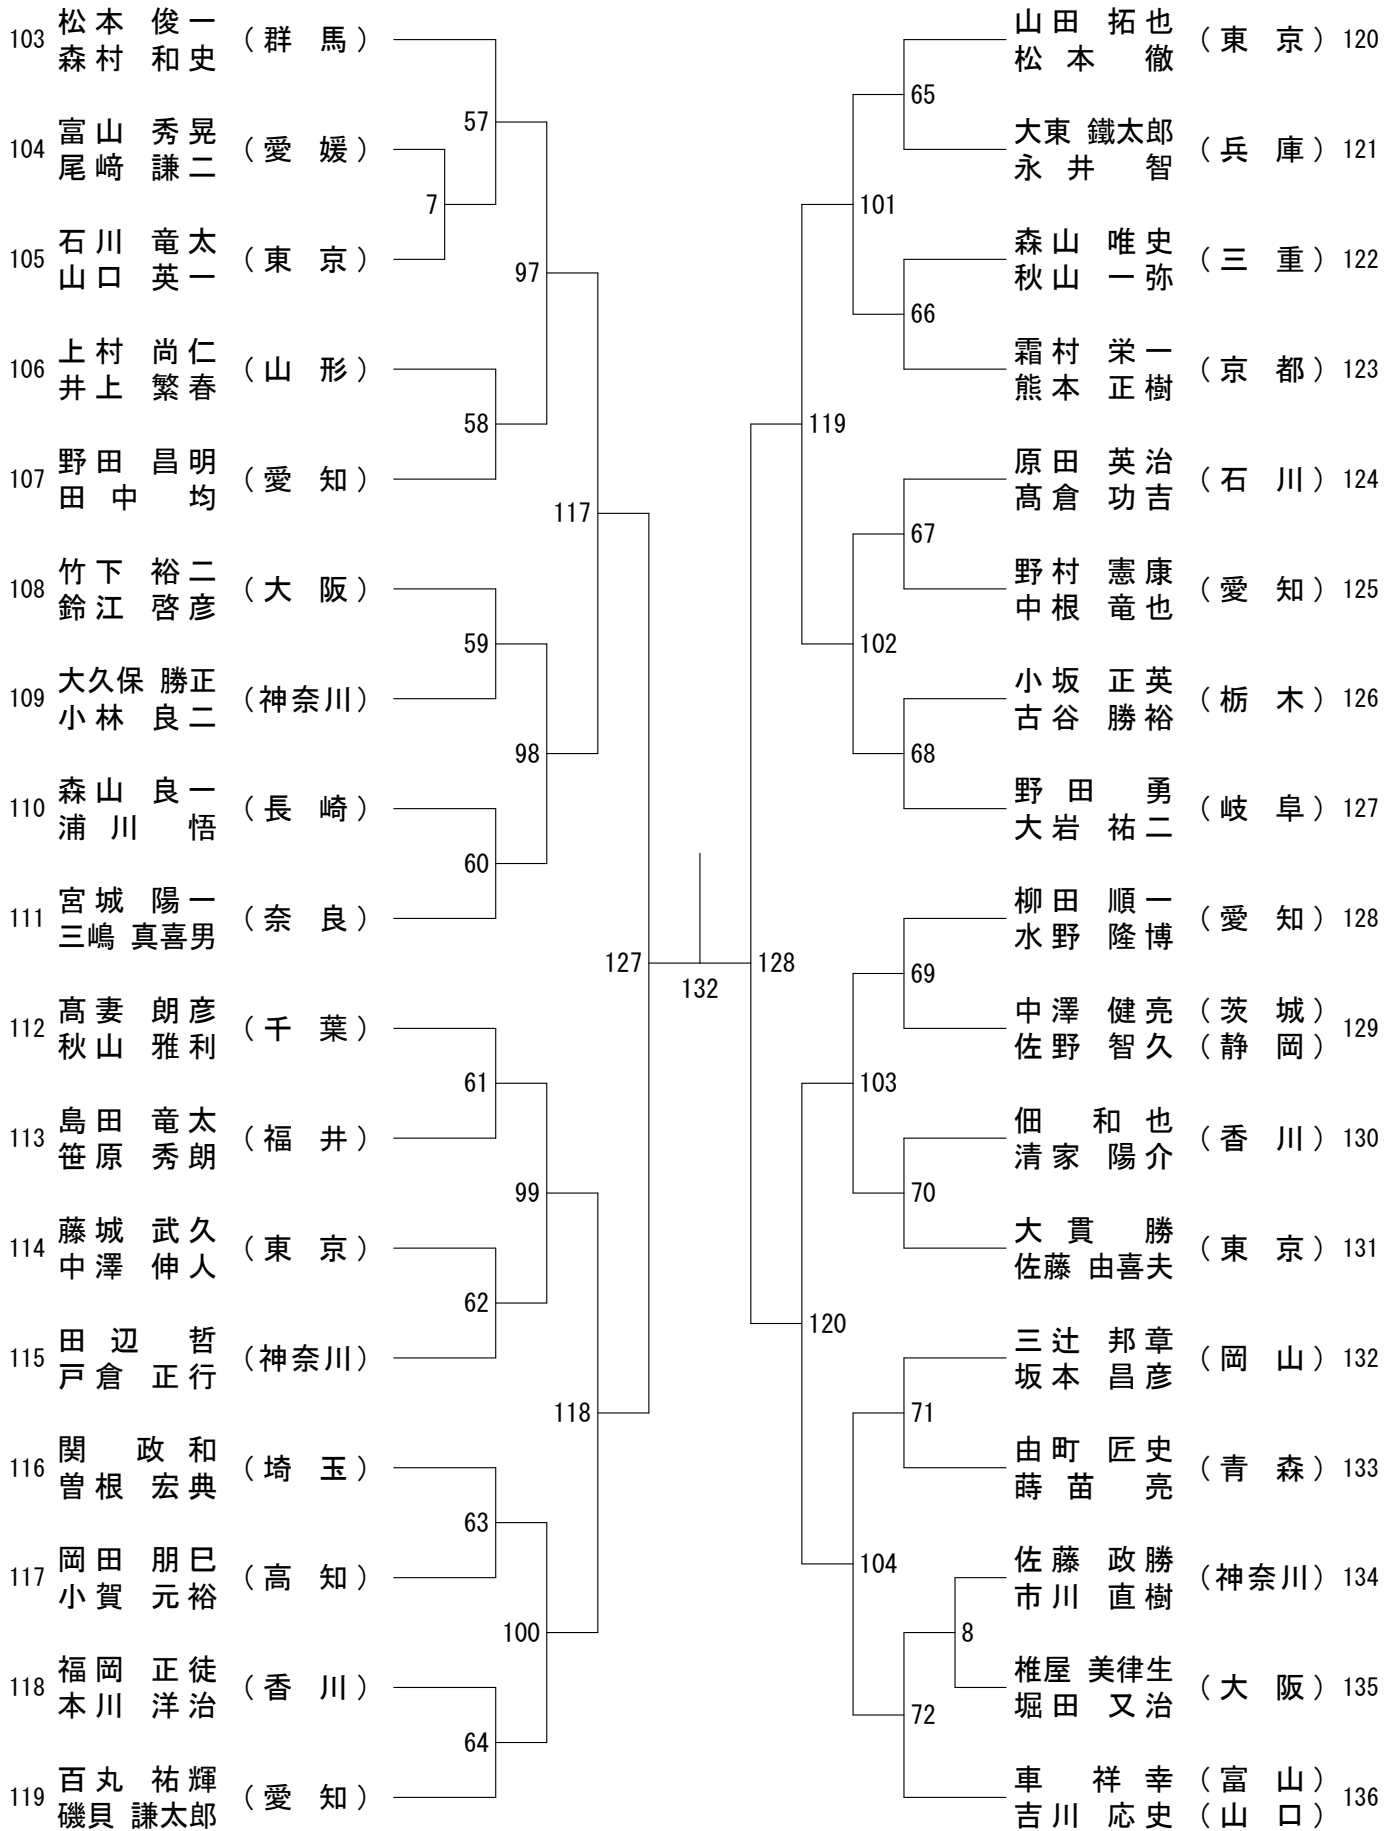 103 松本 俊一 (群 馬)
森村 和史
57
104 富山 秀晃 (愛 媛)
尾﨑 謙二
7
105 石川 竜太 (東 京)
山口 英一
97
106 上村 尚仁 (山 形)
井上 繁春
58
107 野田 昌明 (愛 知)
田中 均
117
108 竹下 裕二 (大 阪)
鈴江 啓彦
59
109 大久保 勝正 (神奈川)
小林 良二
98
110 森山 良一 (長 崎)
浦川 悟
60
111 宮城 陽一 (奈 良)
三嶋 真喜男
127
132
128
112 髙妻 朗彦 (千 葉)
秋山 雅利
61
113 島田 竜太 (福 井)
笹原 秀朗
99
114 藤城 武久 (東 京)
中澤 伸人
62
115 田辺 哲 (神奈川)
戸倉 正行
118
116 関 政和 (埼 玉)
曽根 宏典
63
117 岡田 朋巳 (高 知)
小賀 元裕
100
118 福岡 正徒 (香 川)
本川 洋治
64
119 百丸 祐輝 (愛 知)
磯貝 謙太郎
山田 拓也 (東 京) 120
松本 徹
65
大東 鐵太郎 (兵 庫) 121
永井 智
101
森山 唯史 (三 重) 122
秋山 一弥
66
霜村 栄一 (京 都) 123
熊本 正樹
119
原田 英治 (石 川) 124
髙倉 功吉
67
野村 憲康 (愛 知) 125
中根 竜也
102
小坂 正英 (栃 木) 126
古谷 勝裕
68
野田 勇 (岐 阜) 127
大岩 祐二
柳田 順一 (愛 知) 128
水野 隆博
69
中澤 健亮 (茨 城) 129
佐野 智久 (静 岡)
103
佃 和也 (香 川) 130
清家 陽介
70
大貫 勝 (東 京) 131
佐藤 由喜夫
120
三辻 邦章 (岡 山) 132
坂本 昌彦
71
由町 匠史 (青 森) 133
蒔苗 亮
104
佐藤 政勝 (神奈川) 134
市川 直樹
8
椎屋 美律生 (大 阪) 135
堀田 又治
72
車 祥幸 (富 山) 136
吉川 応史 (山 口)